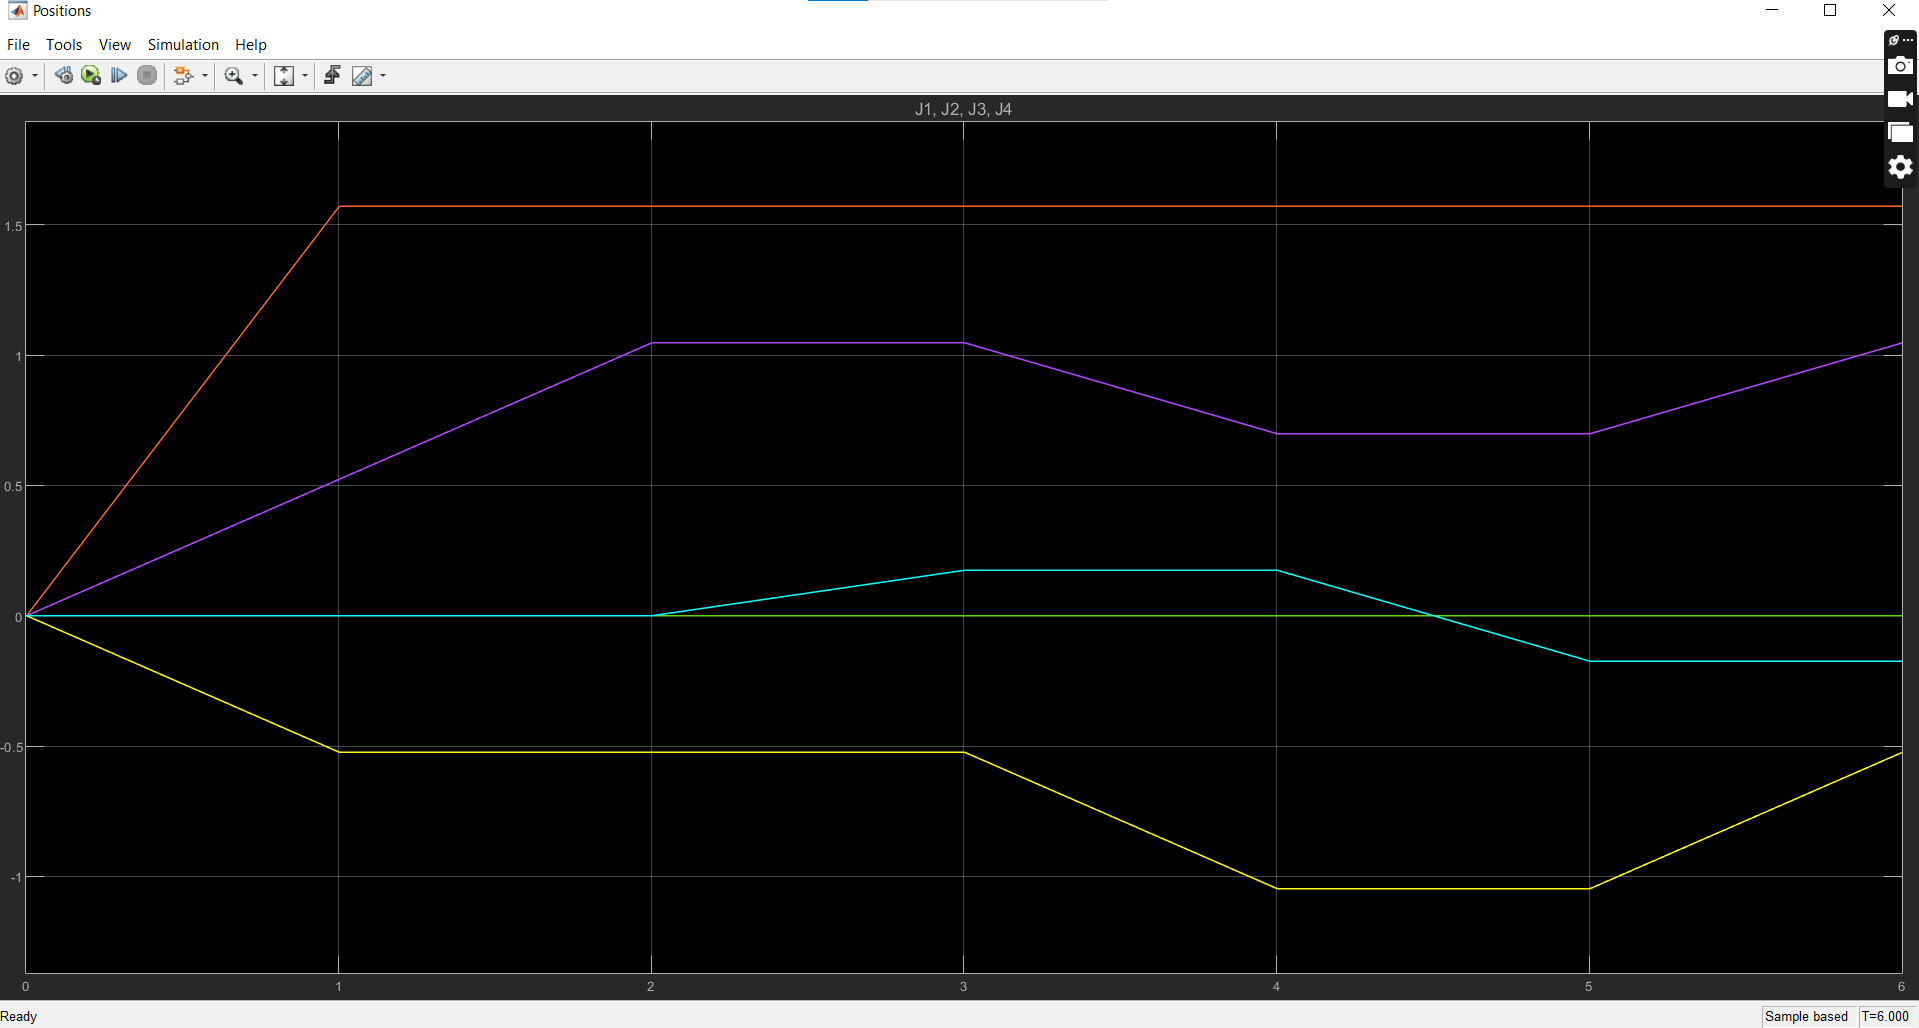 Positions
File Tools View Simulation Help
J1, J2, J3, J4
1.5
1
0.5
0
-0.5
-1
0 1 2 3 4 5 6
Ready Sample based T=6.000